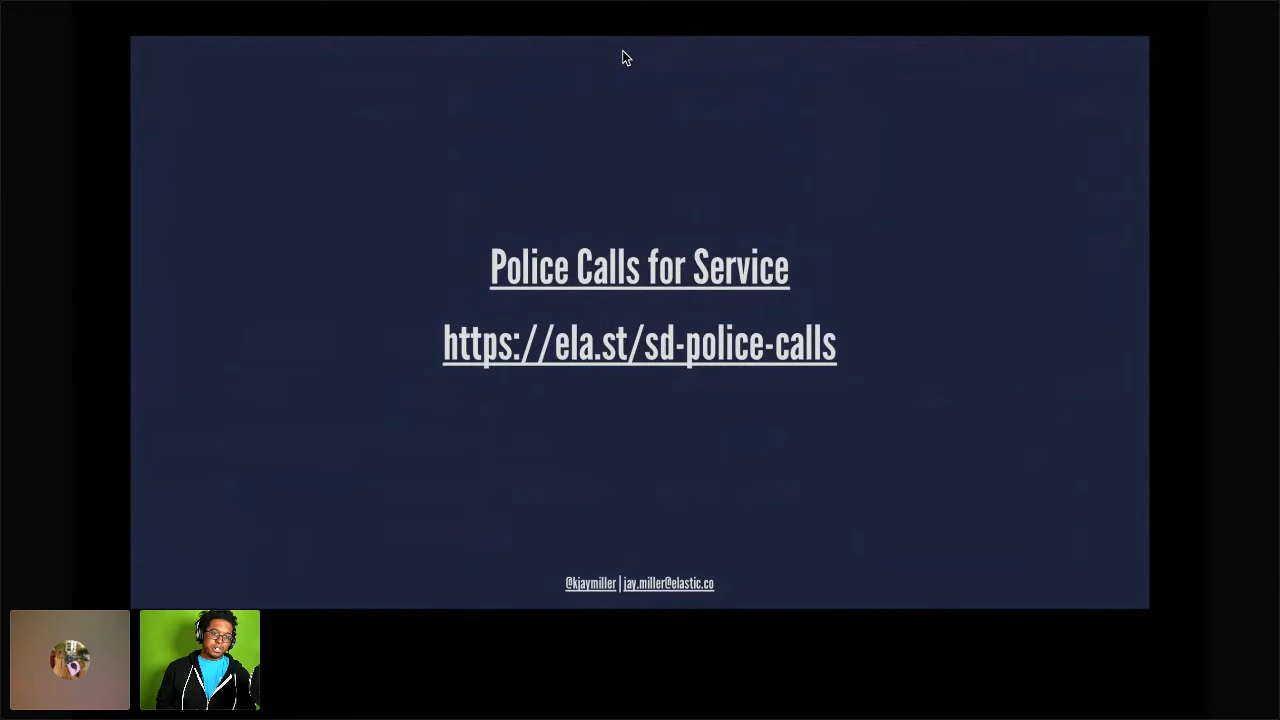 Police Calls for Service
https://ela.st/sd-police-calls
@kjaymiller | jay.miller@elastic.co